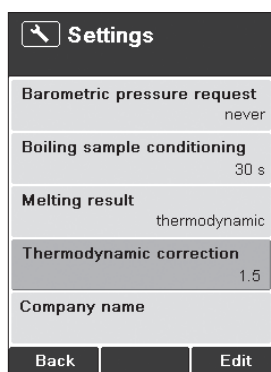 Settings
Barometric pressure request
never
Boiling sample conditioning
30 s
Melting result
thermodynamic
Thermodynamic correction
1.5
Company name
Back
Edit